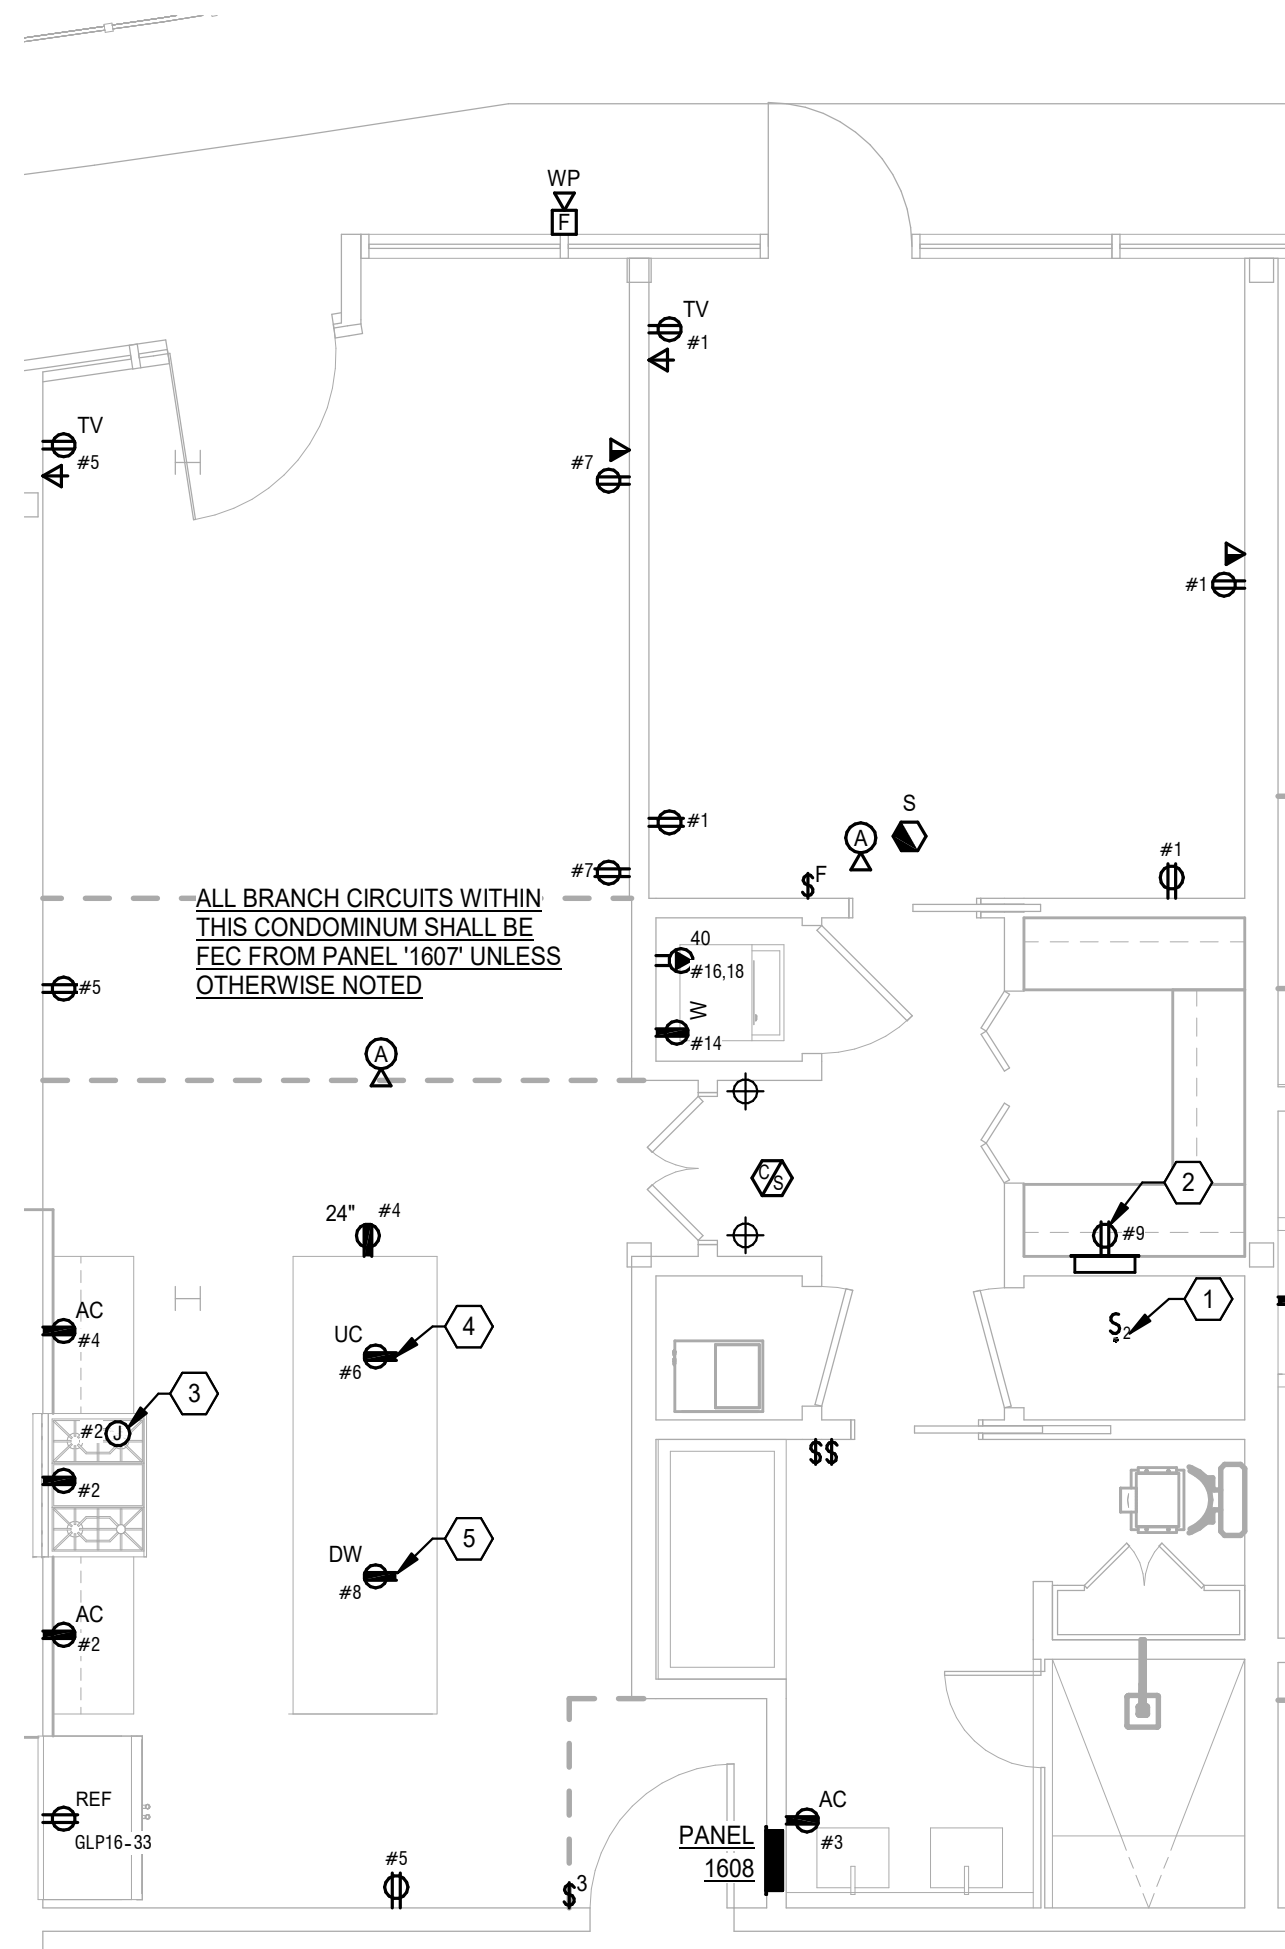 WP
F
TV
#1
TV
#5
#7
#1
#1
S
A
#1
#7
$F
ALL BRANCH CIRCUITS WITHIN
THIS CONDOMINUM SHALL BE
FEC FROM PANEL '1607' UNLESS
OTHERWISE NOTED
40
#16,18
#5
W
#14
A
C/S
2
24" #4
#9
AC
#4
1
S2
UC
4
#6
3
#2 J
#2
$$
DW
5
#8
AC
#2
REF
GLP16-33
AC
#3
PANEL
1608
#5
$3